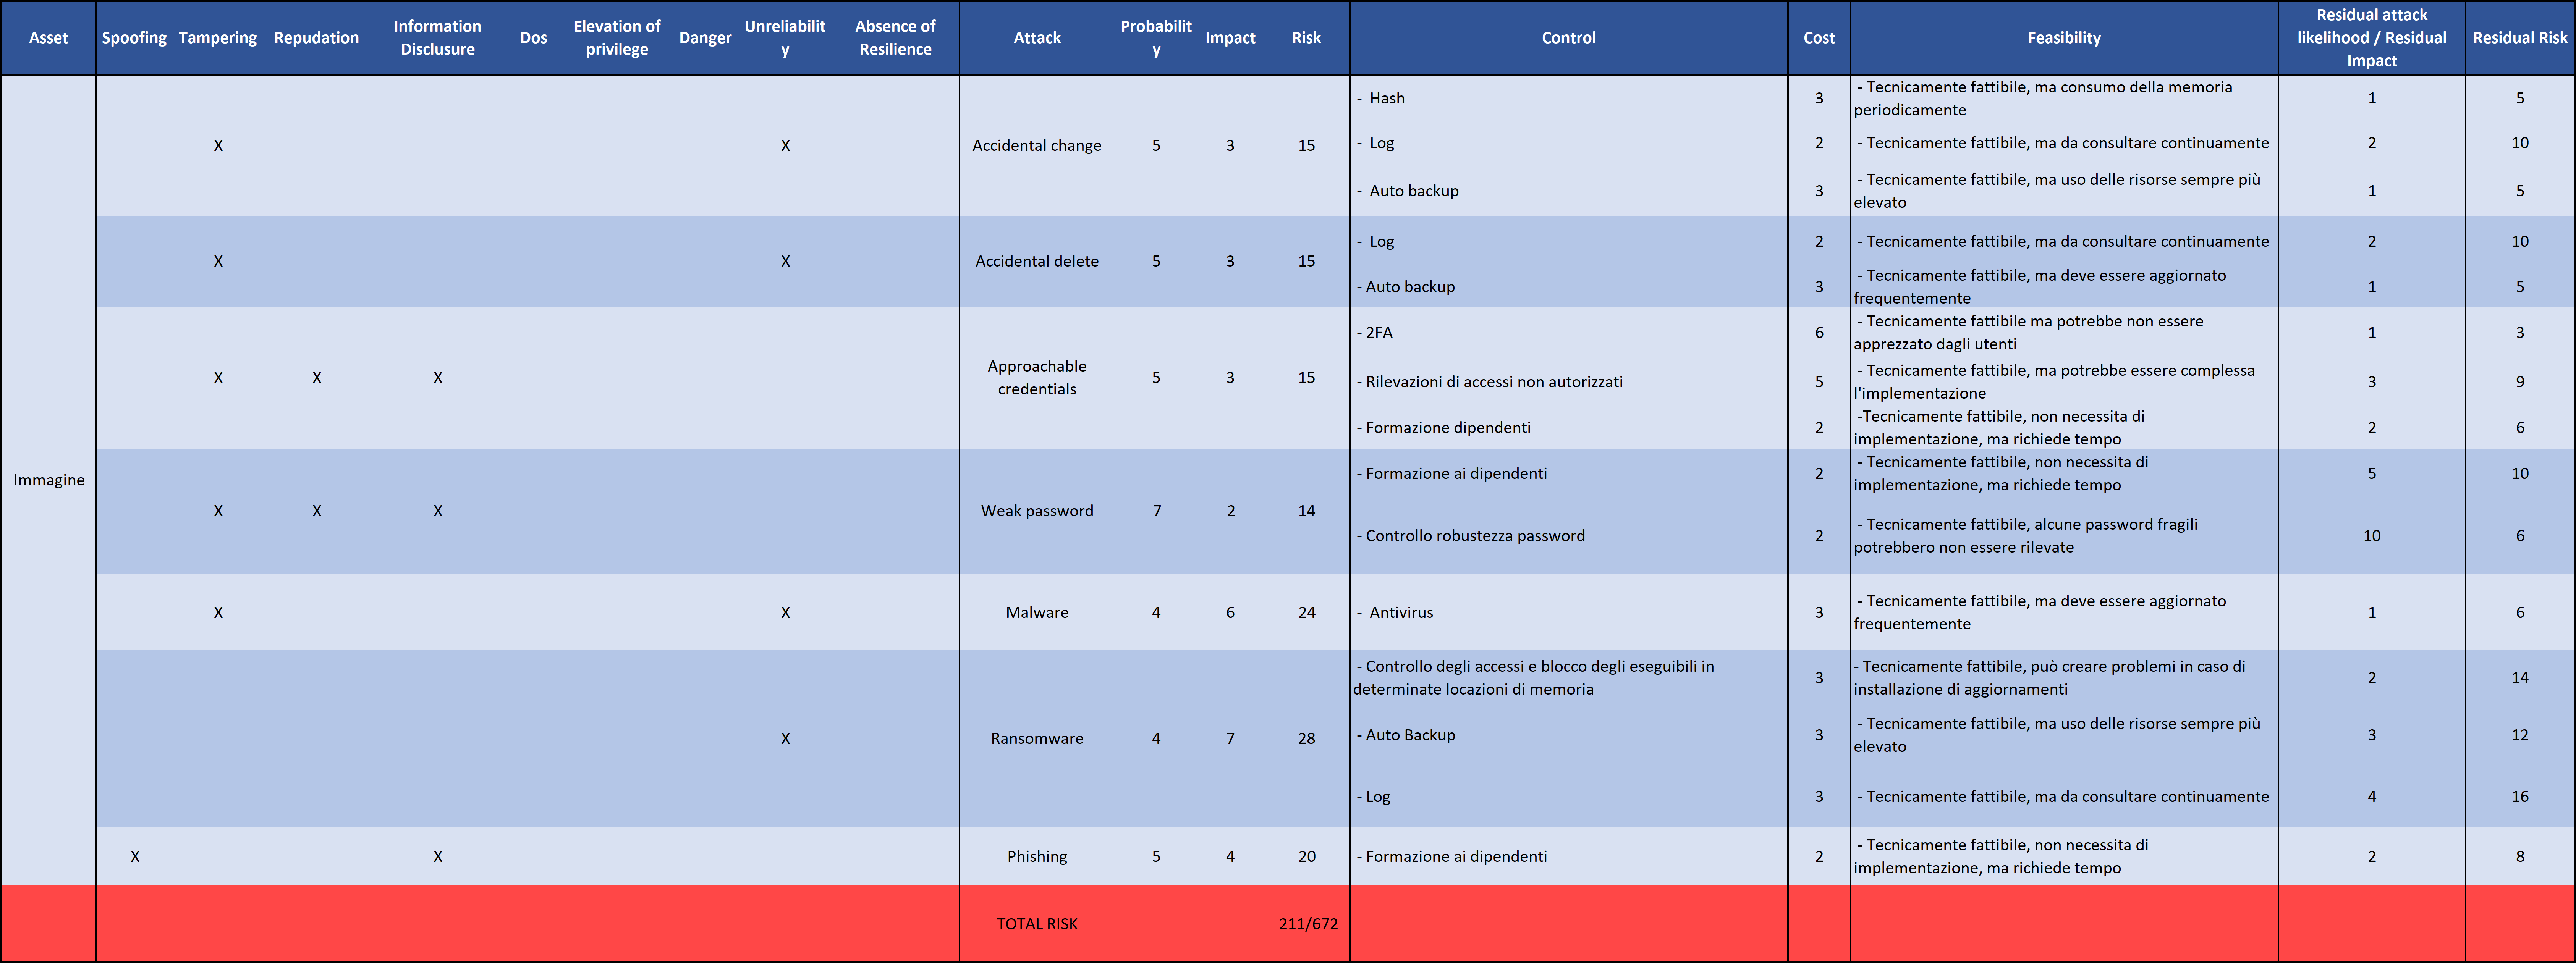 Asset
Spoofing
Tampering
Repudation
Information
Disclusure
Dos
Elevation of
privilege
Danger
Unreliabilit
y
Absence of
Resilience
Attack
Probabilit
y
Impact
Risk
Control
Cost
Feasibility
Residual attack
likelihood / Residual
Impact
Residual Risk
Immagine
X
X
Accidental change
5
3
15
- Hash
3
- Tecnicamente fattibile, ma consumo della memoria
periodicamente
1
5
- Log
2
- Tecnicamente fattibile, ma da consultare continuamente
2
10
- Auto backup
3
- Tecnicamente fattibile, ma uso delle risorse sempre più
elevato
1
5
X
X
Accidental delete
5
3
15
- Log
2
- Tecnicamente fattibile, ma da consultare continuamente
2
10
- Auto backup
3
- Tecnicamente fattibile, ma deve essere aggiornato
frequentemente
1
5
X
X
X
Approachable
credentials
5
3
15
- 2FA
6
- Tecnicamente fattibile ma potrebbe non essere
apprezzato dagli utenti
1
3
- Rilevazioni di accessi non autorizzati
5
- Tecnicamente fattibile, ma potrebbe essere complessa
l'implementazione
3
9
- Formazione dipendenti
2
-Tecnicamente fattibile, non necessita di
implementazione, ma richiede tempo
2
6
X
X
X
Weak password
7
2
14
- Formazione ai dipendenti
2
- Tecnicamente fattibile, non necessita di
implementazione, ma richiede tempo
5
10
- Controllo robustezza password
2
- Tecnicamente fattibile, alcune password fragili
potrebbero non essere rilevate
10
6
X
X
Malware
4
6
24
- Antivirus
3
- Tecnicamente fattibile, ma deve essere aggiornato
frequentemente
1
6
X
Ransomware
4
7
28
- Controllo degli accessi e blocco degli eseguibili in
determinate locazioni di memoria
3
- Tecnicamente fattibile, può creare problemi in caso di
installazione di aggiornamenti
2
14
- Auto Backup
3
- Tecnicamente fattibile, ma uso delle risorse sempre più
elevato
3
12
- Log
3
- Tecnicamente fattibile, ma da consultare continuamente
4
16
X
X
Phishing
5
4
20
- Formazione ai dipendenti
2
- Tecnicamente fattibile, non necessita di
implementazione, ma richiede tempo
2
8
TOTAL RISK
211/672